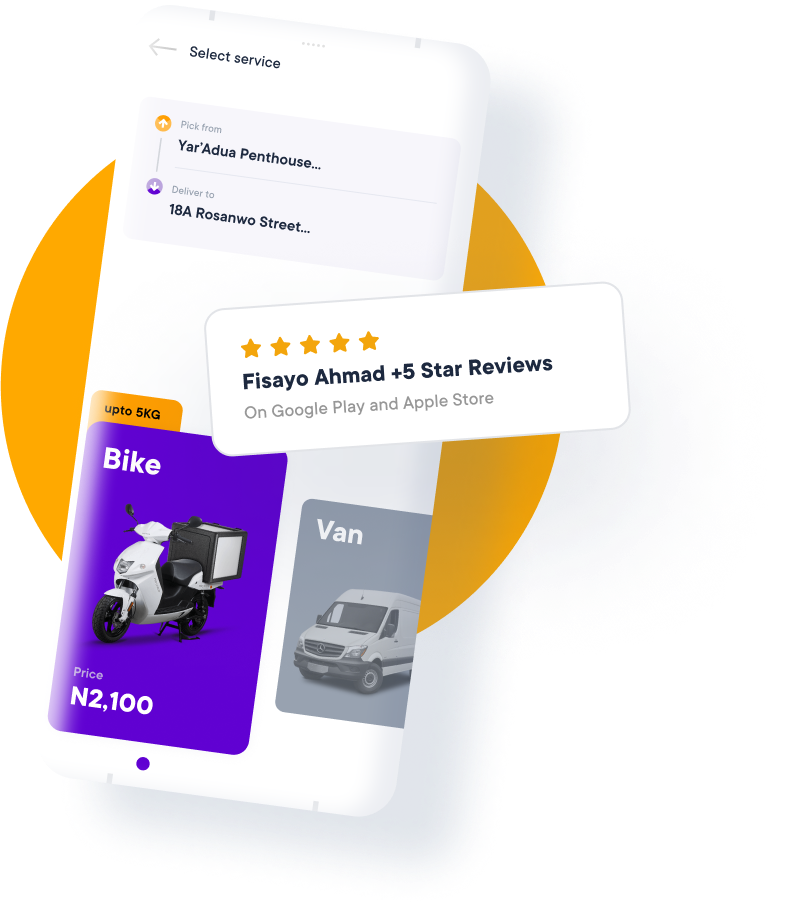 Select service
Pick from
Yar'Adua Penthouse...
Deliver to
18A Rosanwo Street...
Fisayo Ahmad +5 Star Reviews
On Google Play and Apple Store
upto 5KG
Bike
Van
Price
N2,100